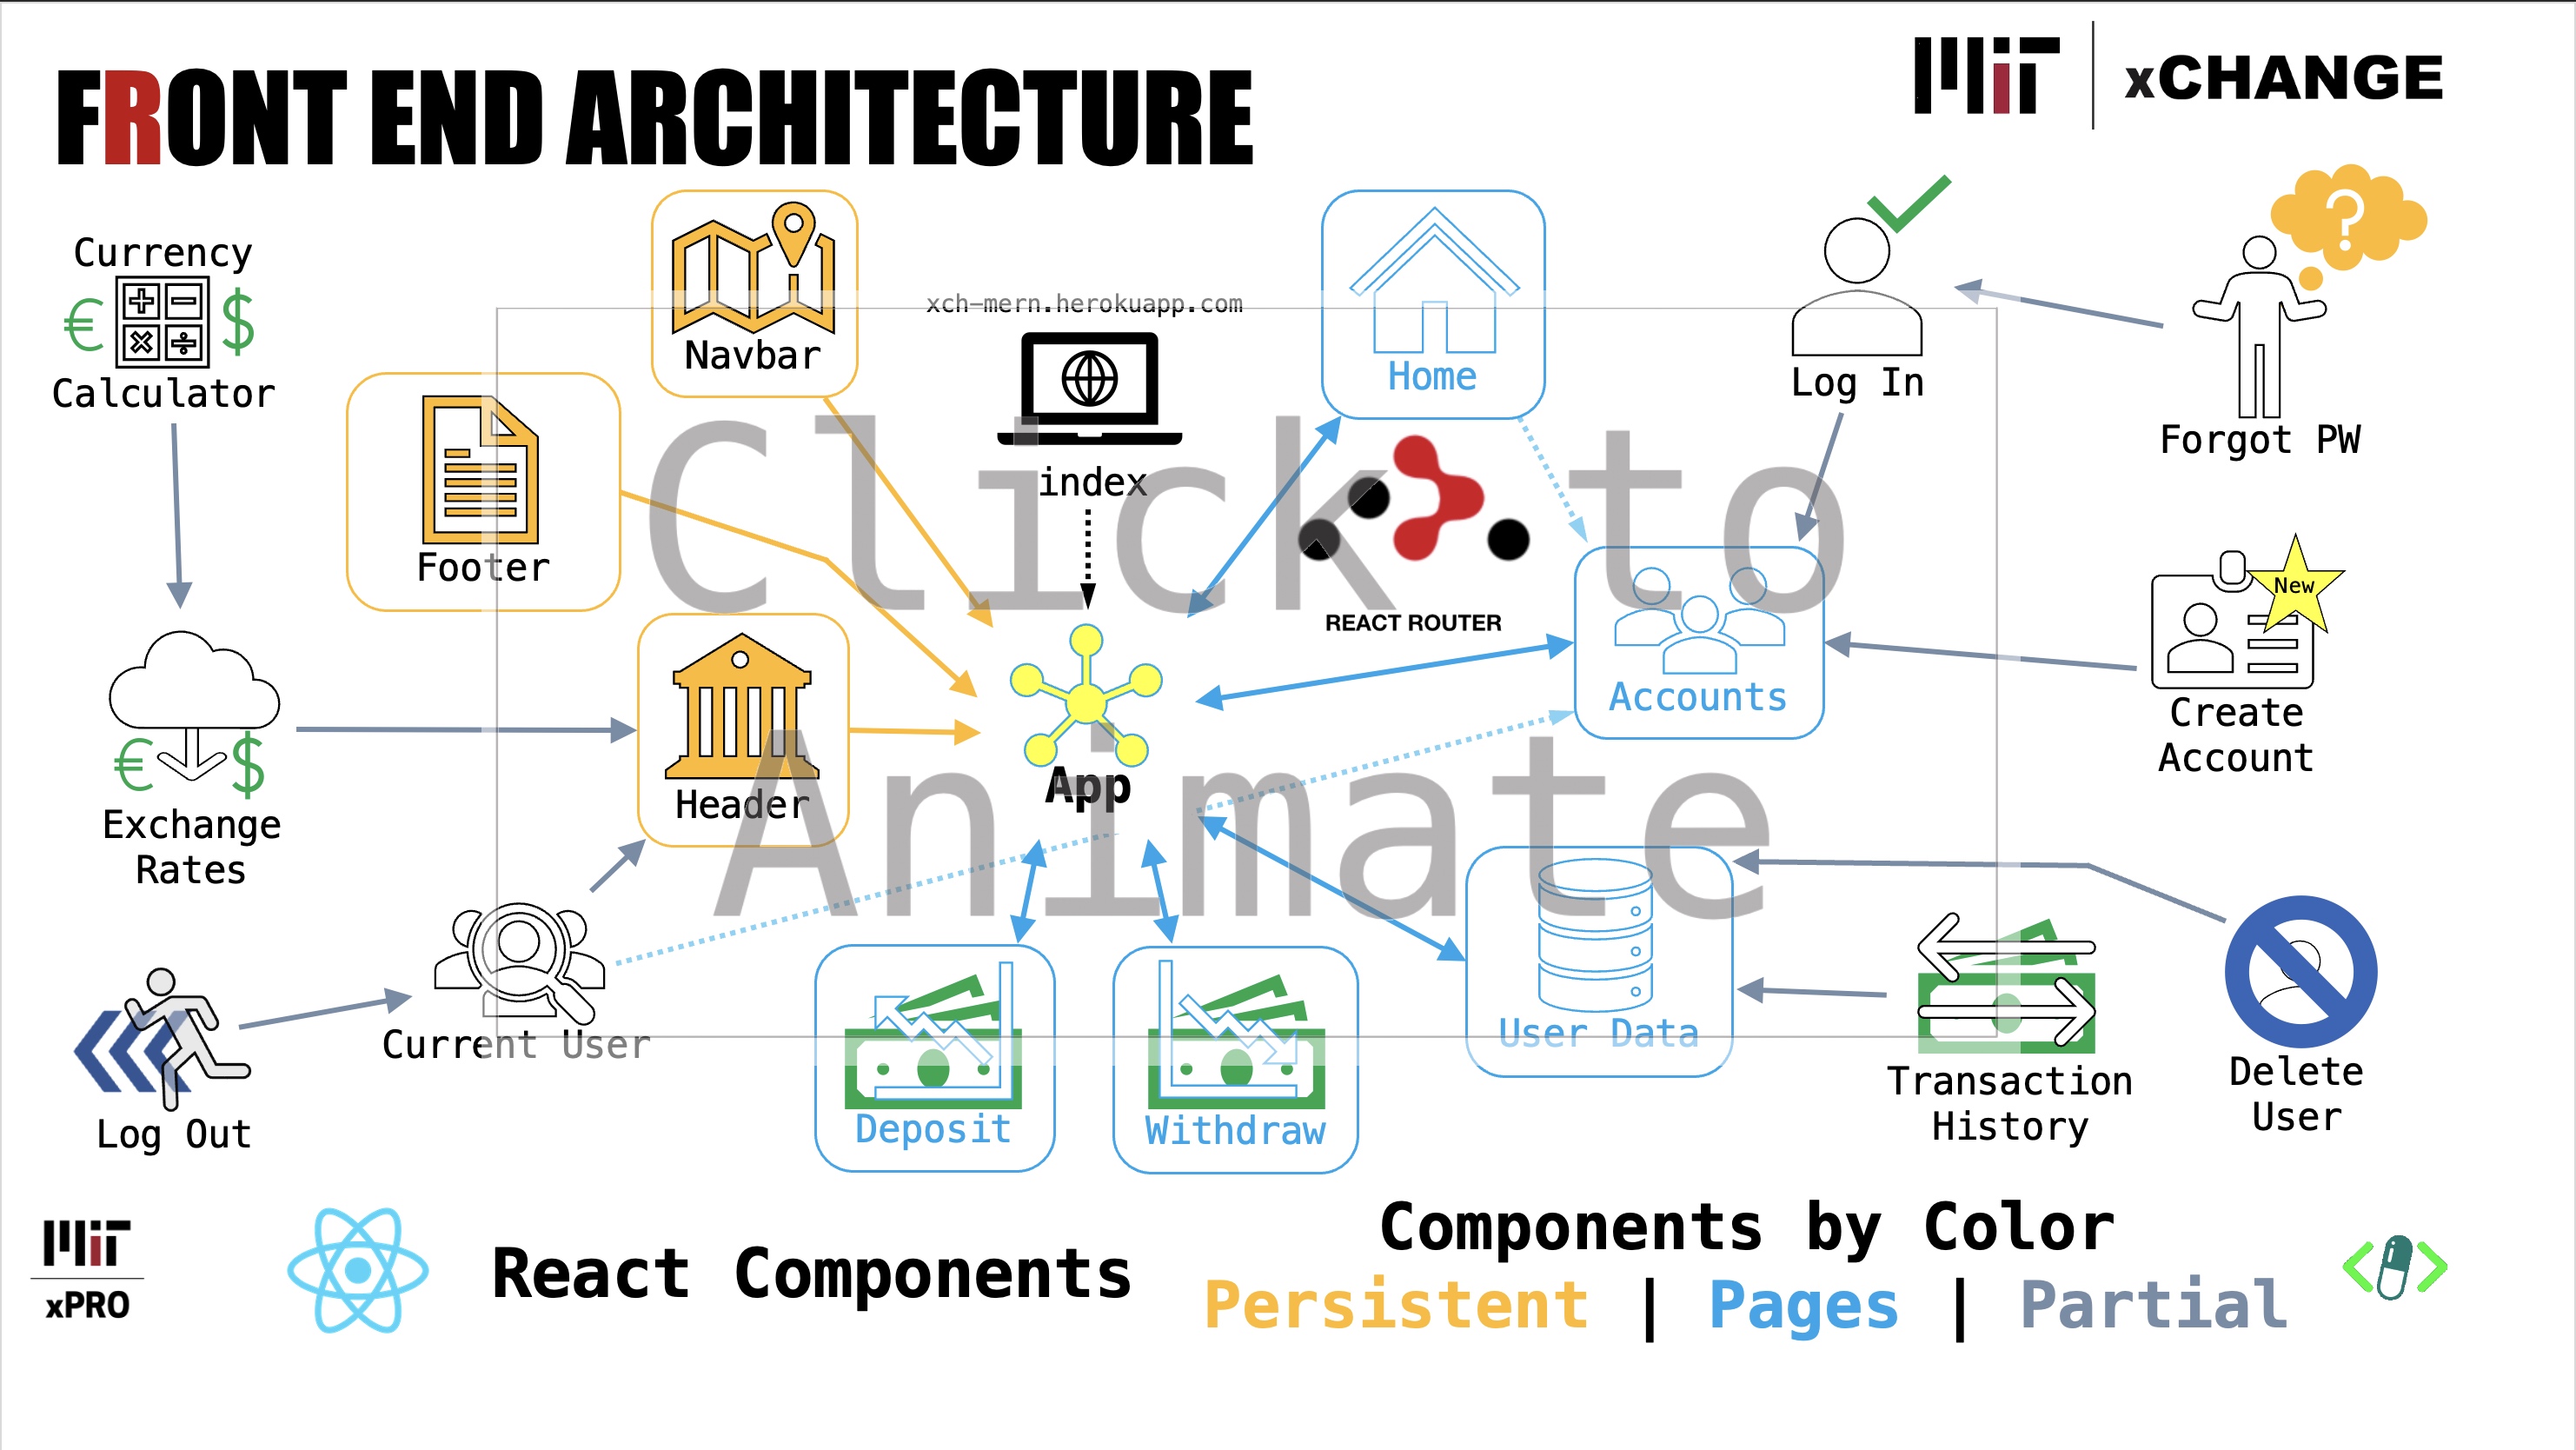 FRONT END ARCHITECTURE
MIT | xCHANGE
Currency
€ $
Calculator
Navbar
xch-mern.herokuapp.com
Home
Log In
?
Forgot PW
Footer
index
Click to
Animate
REACT ROUTER
New
Create
Account
Accounts
€ $
Exchange
Rates
Header
App
Current User
Log Out
Deposit
Withdraw
User Data
Transaction
History
Delete
User
MIT
xPRO
React Components
Components by Color
Persistent | Pages | Partial